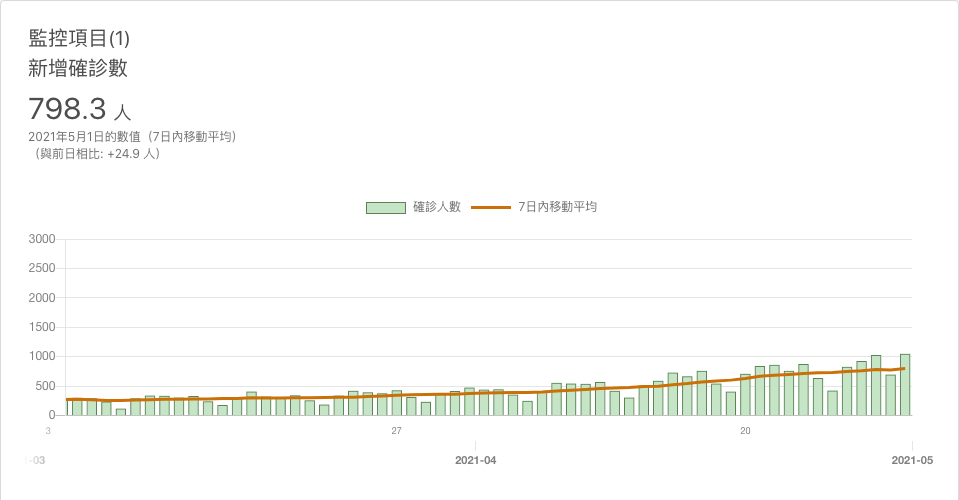 監控項目(1)
新增確診數
798.3 人
2021年5月1日的數值（7日內移動平均）
（與前日相比: +24.9 人）
確診人數 7日內移動平均
3000
2500
2000
1500
1000
500
0
3 27 20
-03 2021-04 2021-05